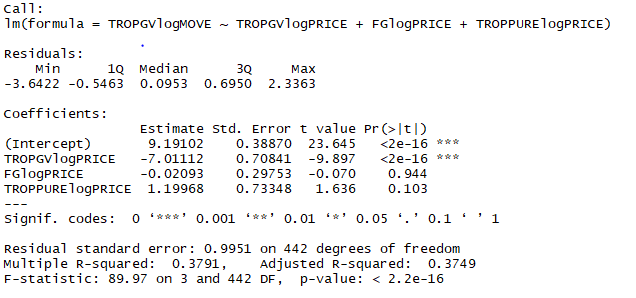 Call:
lm(formula = TROPGVlogMOVE ~ TROPGVlogPRICE + FGlogPRICE + TROPPURElogPRICE)
Residuals:
Min 1Q Median 3Q Max
-3.6422 -0.5463 0.0953 0.6950 2.3363
Coefficients:
Estimate Std. Error t value Pr(>|t|)
(Intercept) 9.19102 0.38870 23.645 <2e-16 ***
TROPGVlogPRICE -7.01112 0.70841 -9.897 <2e-16 ***
FGlogPRICE -0.02093 0.29753 -0.070 0.944
TROPPURElogPRICE 1.19968 0.73348 1.636 0.103
---
Signif. codes: 0 ‘***’ 0.001 ‘**’ 0.01 ‘*’ 0.05 ‘.’ 0.1 ‘ ’ 1
Residual standard error: 0.9951 on 442 degrees of freedom
Multiple R-squared: 0.3791, Adjusted R-squared: 0.3749
F-statistic: 89.97 on 3 and 442 DF, p-value: < 2.2e-16